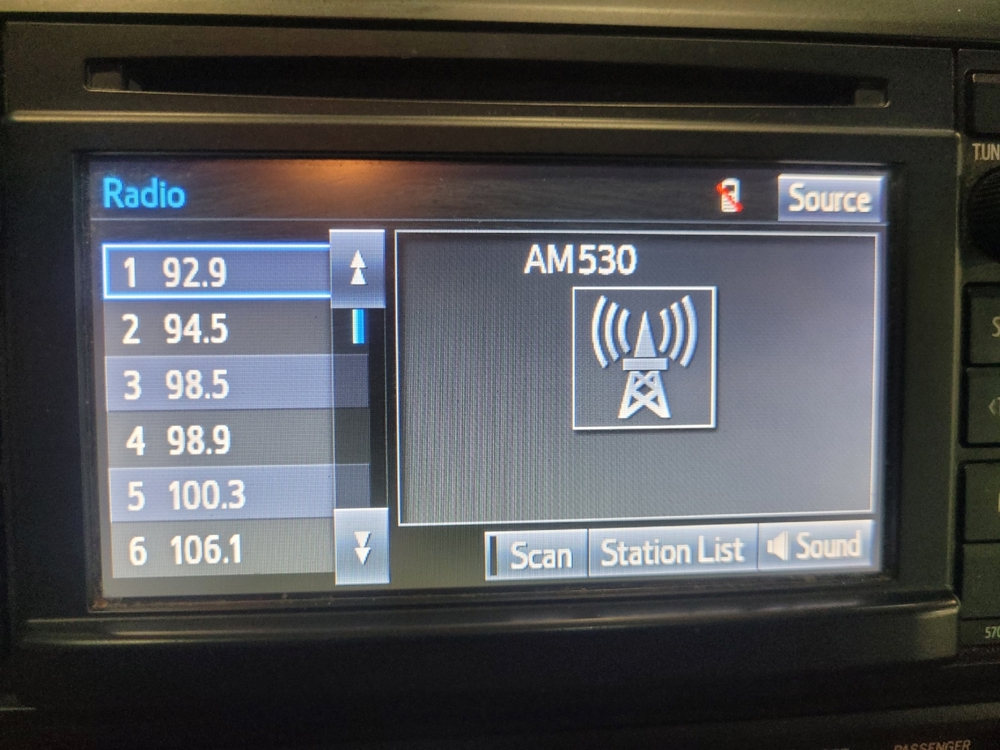 Radio
Source
1 92.9
2 94.5
3 98.5
4 98.9
5 100.3
6 106.1
AM530
Scan
Station List
Sound
TUN
570
PASSENGER